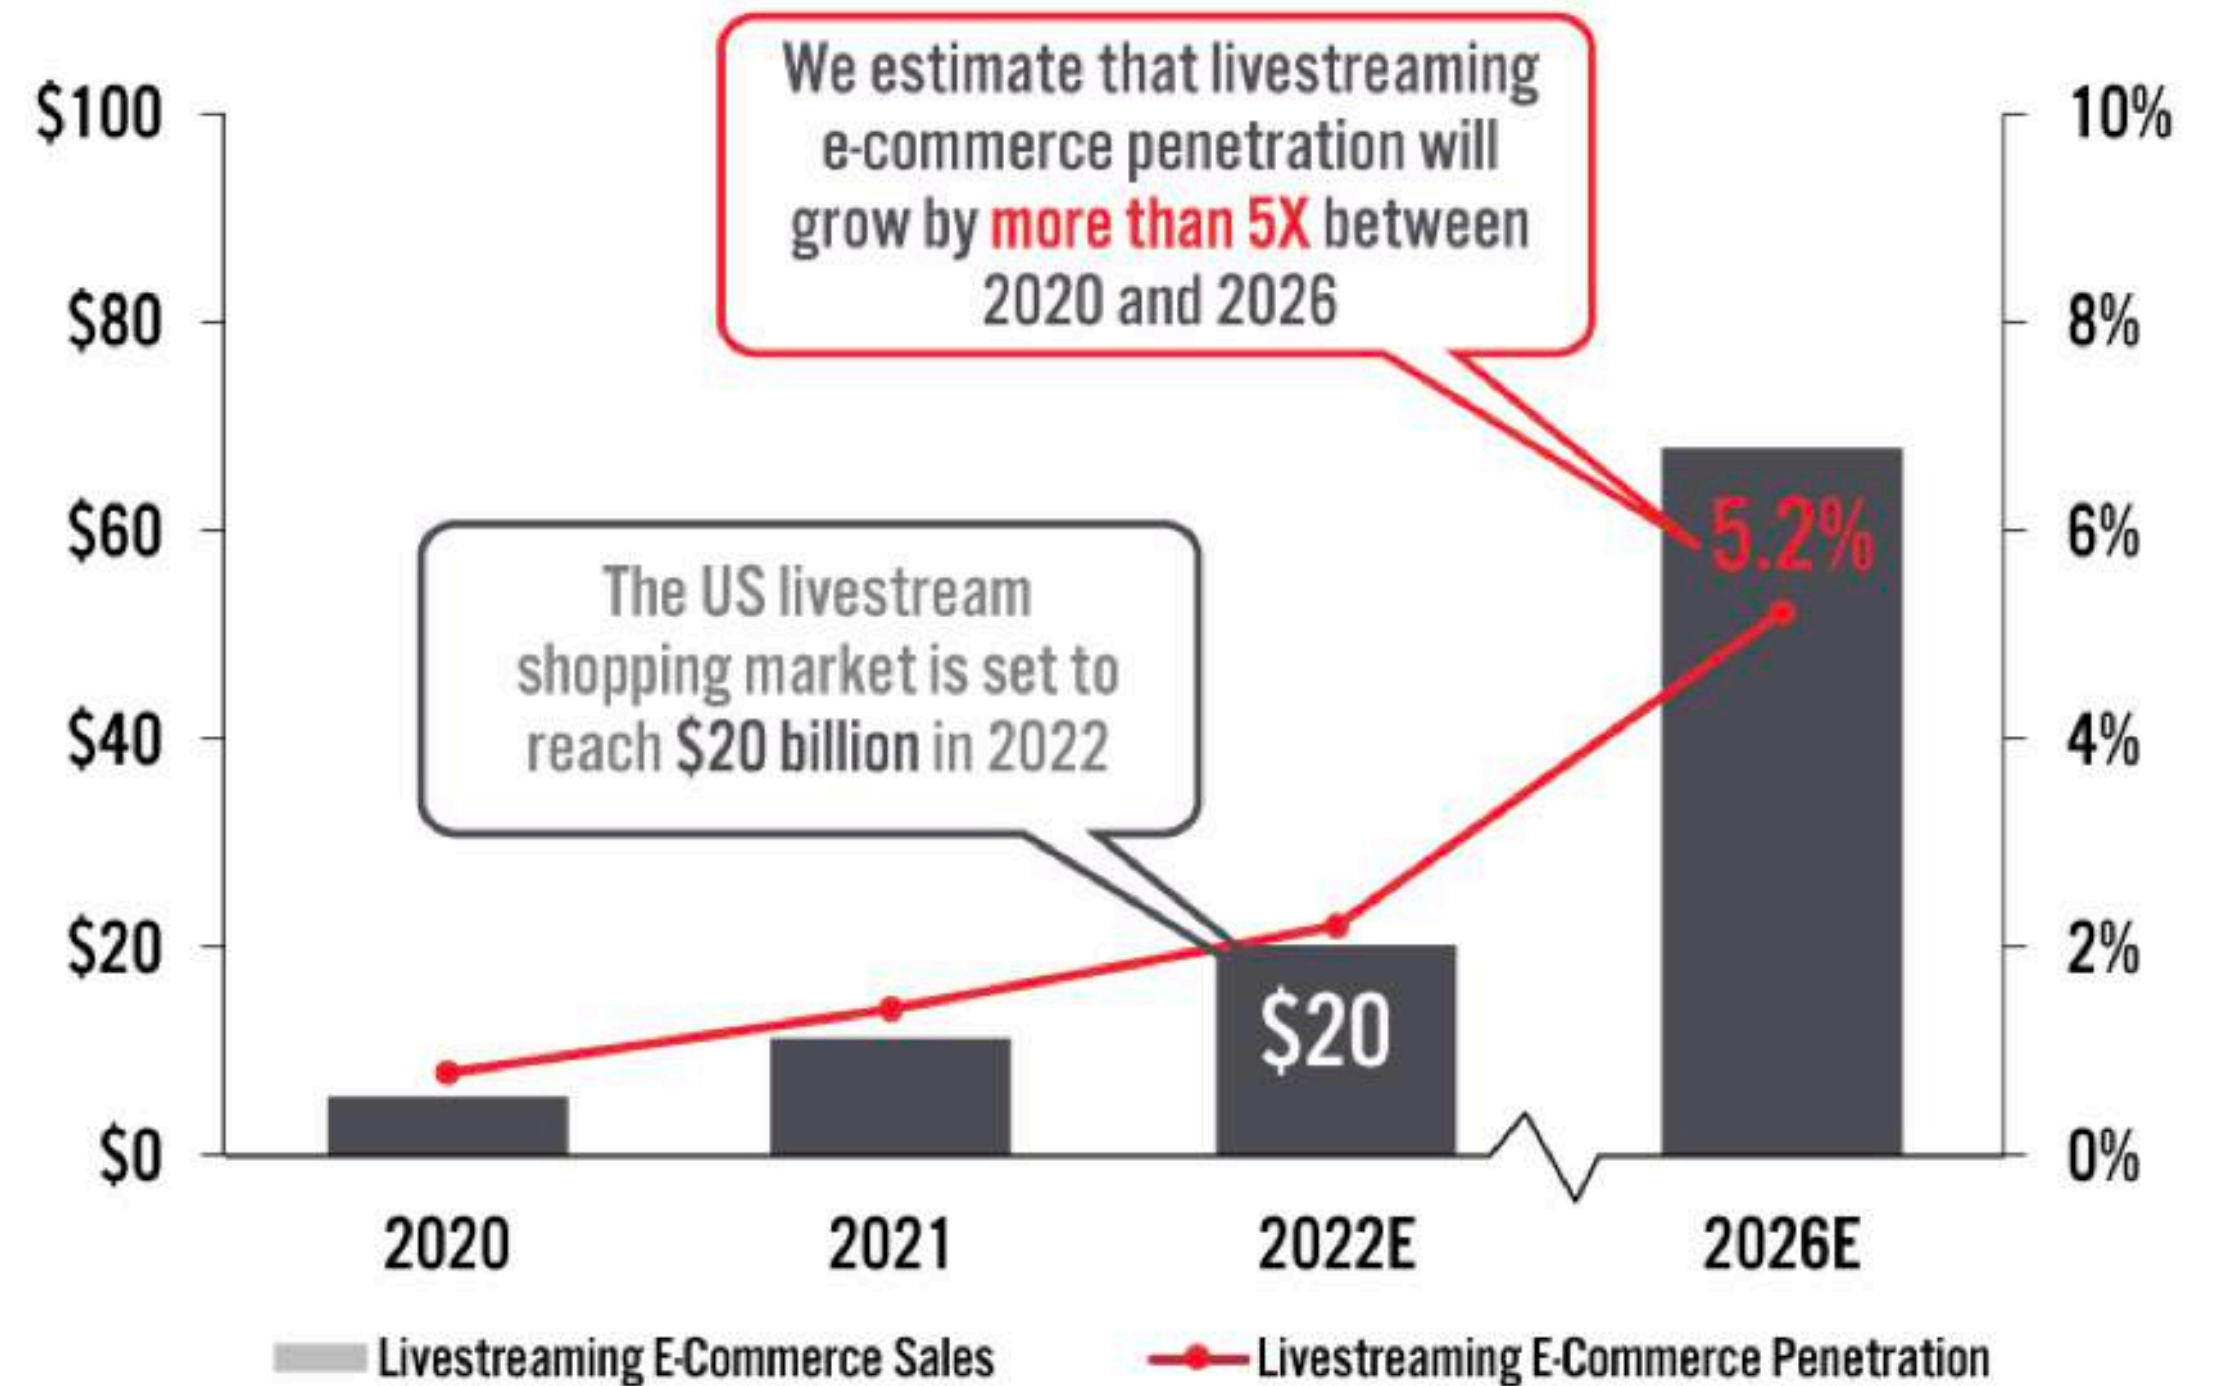 We estimate that livestreaming
e-commerce penetration will
grow by more than 5X between
2020 and 2026
$100
$80
$60
$40
$20
$0
10%
8%
6%
4%
2%
0%
The US livestream
shopping market is set to
reach $20 billion in 2022
5.2%
$20
2020
2021
2022E
2026E
Livestreaming E-Commerce Sales
Livestreaming E-Commerce Penetration